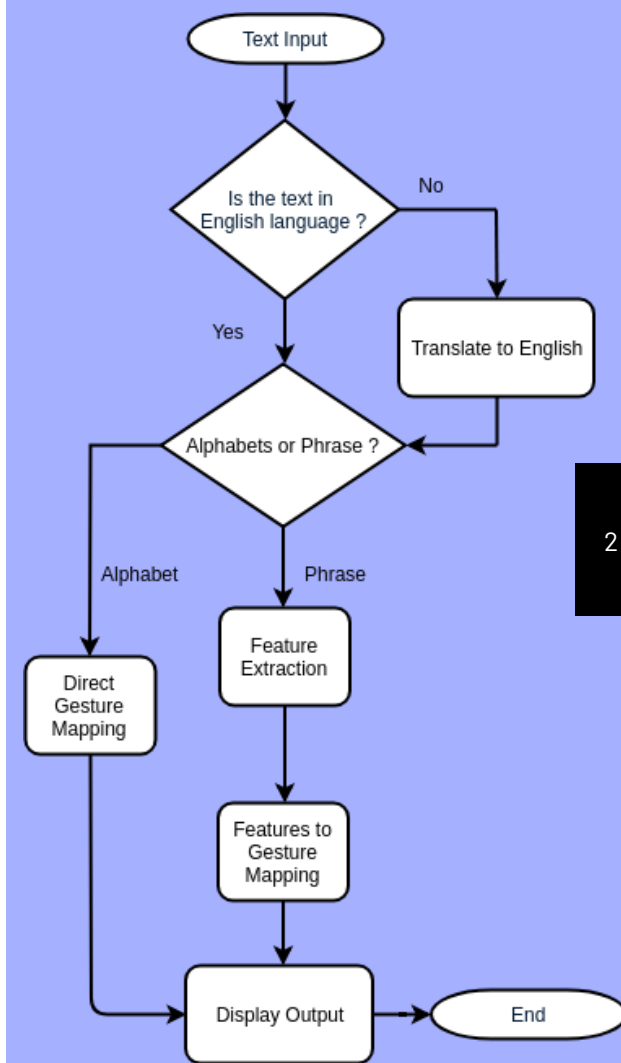 Text Input
Is the text in
English language ?
No
Yes
Translate to English
Alphabets or Phrase ?
2
Alphabet
Phrase
Feature
Extraction
Direct
Gesture
Mapping
Features to
Gesture
Mapping
Display Output
End